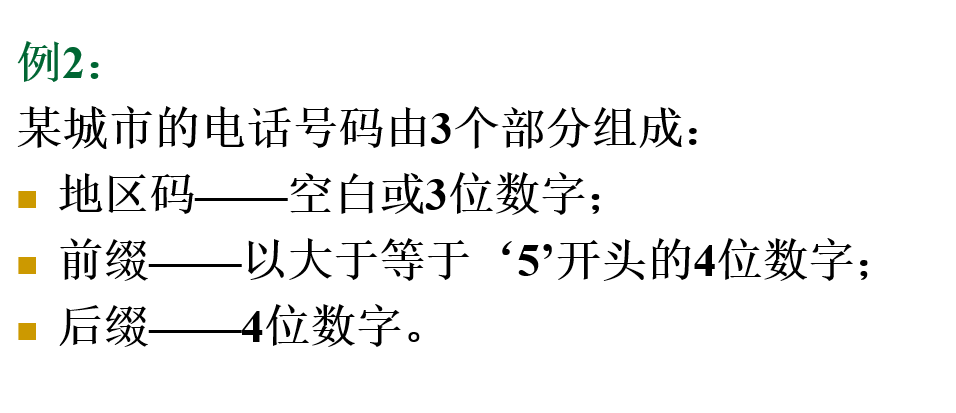 例2：
某城市的电话号码由3个部分组成：
地区码——空白或3位数字；
前缀——以大于等于‘5’开头的4位数字；
后缀——4位数字。